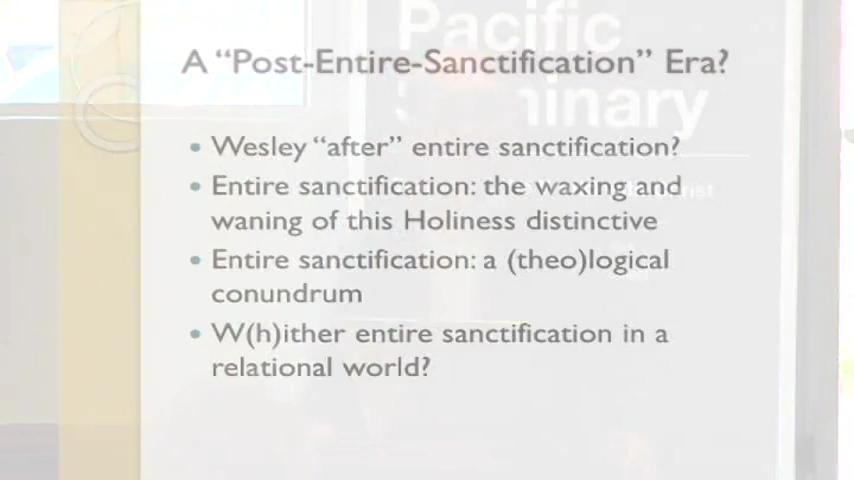 Pacific
A “Post-Entire-Sanctification” Era?
inary
• Wesley “after” entire sanctification?
• Entire sanctification: the waxing and
waning of this Holiness distinctive
• Entire sanctification: a (theo)logical
conundrum
• W(h)ither entire sanctification in a
relational world?